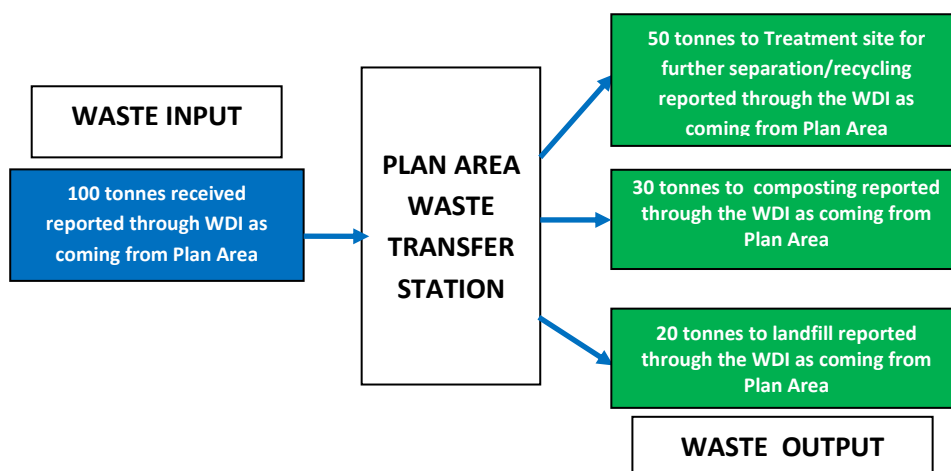 WASTE INPUT
100 tonnes received
reported through WDI as
coming from Plan Area
PLAN AREA
WASTE
TRANSFER
STATION
50 tonnes to Treatment site for
further separation/recycling
reported through the WDI as
coming from Plan Area
30 tonnes to composting reported
through the WDI as coming from
Plan Area
20 tonnes to landfill reported
through the WDI as coming from
Plan Area
WASTE OUTPUT